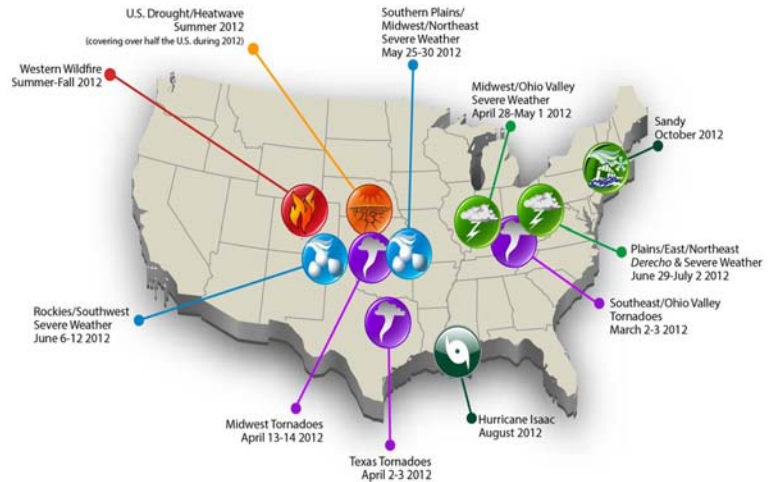 U.S. Drought/Heatwave
Summer 2012
(covering over half the U.S. during 2012)
Southern Plains/
Midwest/Northeast
Severe Weather
May 25-30 2012
Western Wildfire
Summer-Fall 2012
Midwest/Ohio Valley
Severe Weather
April 28-May 1 2012
Sandy
October 2012
Plains/East/Northeast
Derecho & Severe Weather
June 29-July 2 2012
Rockies/Southwest
Severe Weather
June 6-12 2012
Southeast/Ohio Valley
Tornadoes
March 2-3 2012
Midwest Tornadoes
April 13-14 2012
Hurricane Isaac
August 2012
Texas Tornadoes
April 2-3 2012